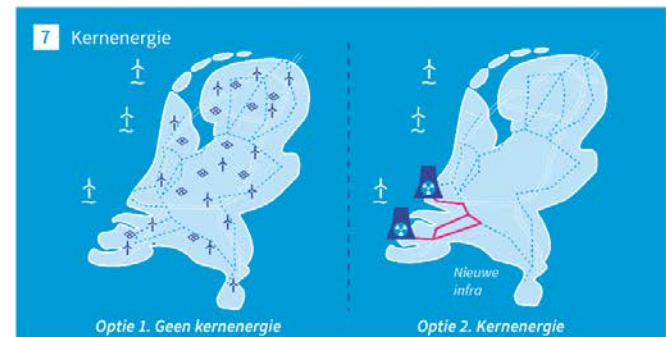 7 Kernenergie
Nieuwe
infra
Optie 1. Geen kernenergie
Optie 2. Kernenergie